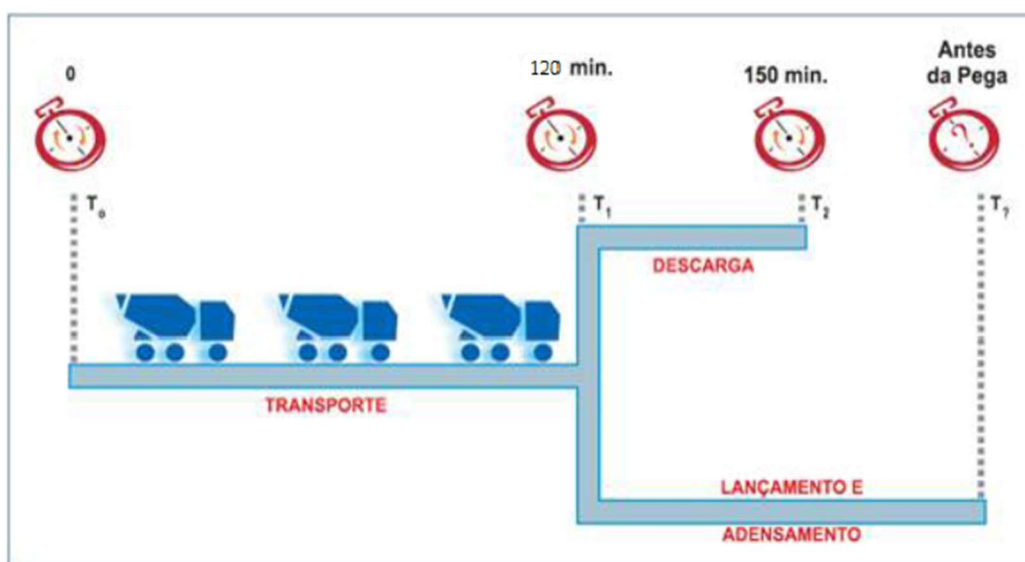 0
120 min.
150 min.
Antes
da Pega
T₀
T₁
T₂
T?
DESCARGA
TRANSPORTE
LANÇAMENTO E
ADENSAMENTO